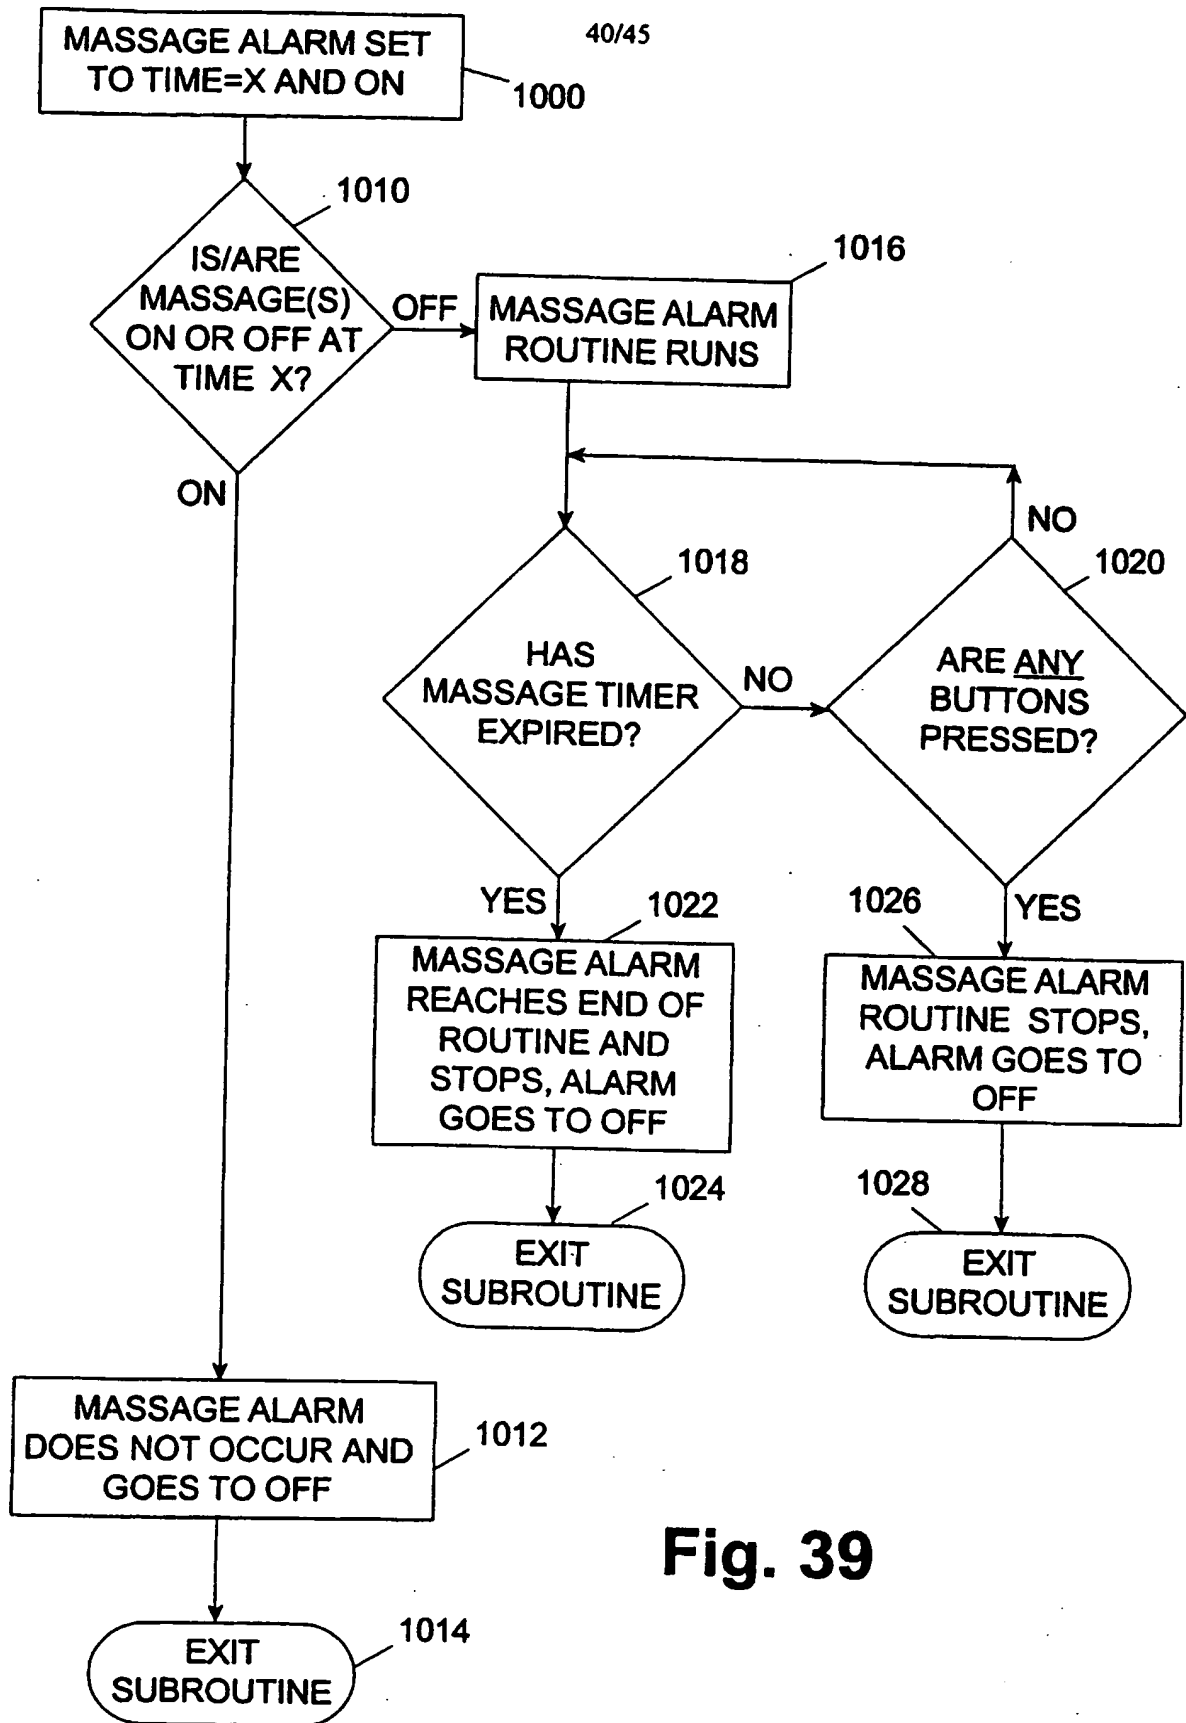 40/45
MASSAGE ALARM SET
TO TIME=X AND ON
1000
1010
IS/ARE
MASSAGE(S)
ON OR OFF AT
TIME X?
OFF
ON
1016
MASSAGE ALARM
ROUTINE RUNS
NO
1018
HAS
MASSAGE TIMER
EXPIRED?
NO
1020
ARE ANY
BUTTONS
PRESSED?
YES
1022
MASSAGE ALARM
REACHES END OF
ROUTINE AND
STOPS, ALARM
GOES TO OFF
1024
EXIT
SUBROUTINE
YES
1026
MASSAGE ALARM
ROUTINE STOPS,
ALARM GOES TO
OFF
1028
EXIT
SUBROUTINE
MASSAGE ALARM
DOES NOT OCCUR AND
GOES TO OFF
1012
EXIT
SUBROUTINE
1014
Fig. 39